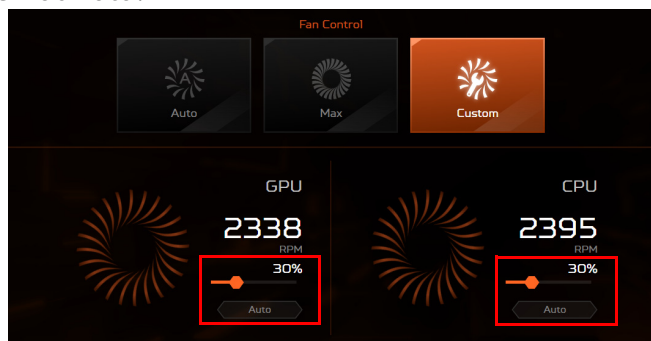 Fan Control
Auto
Max
Custom
GPU
2338
RPM
30%
Auto
CPU
2395
RPM
30%
Auto